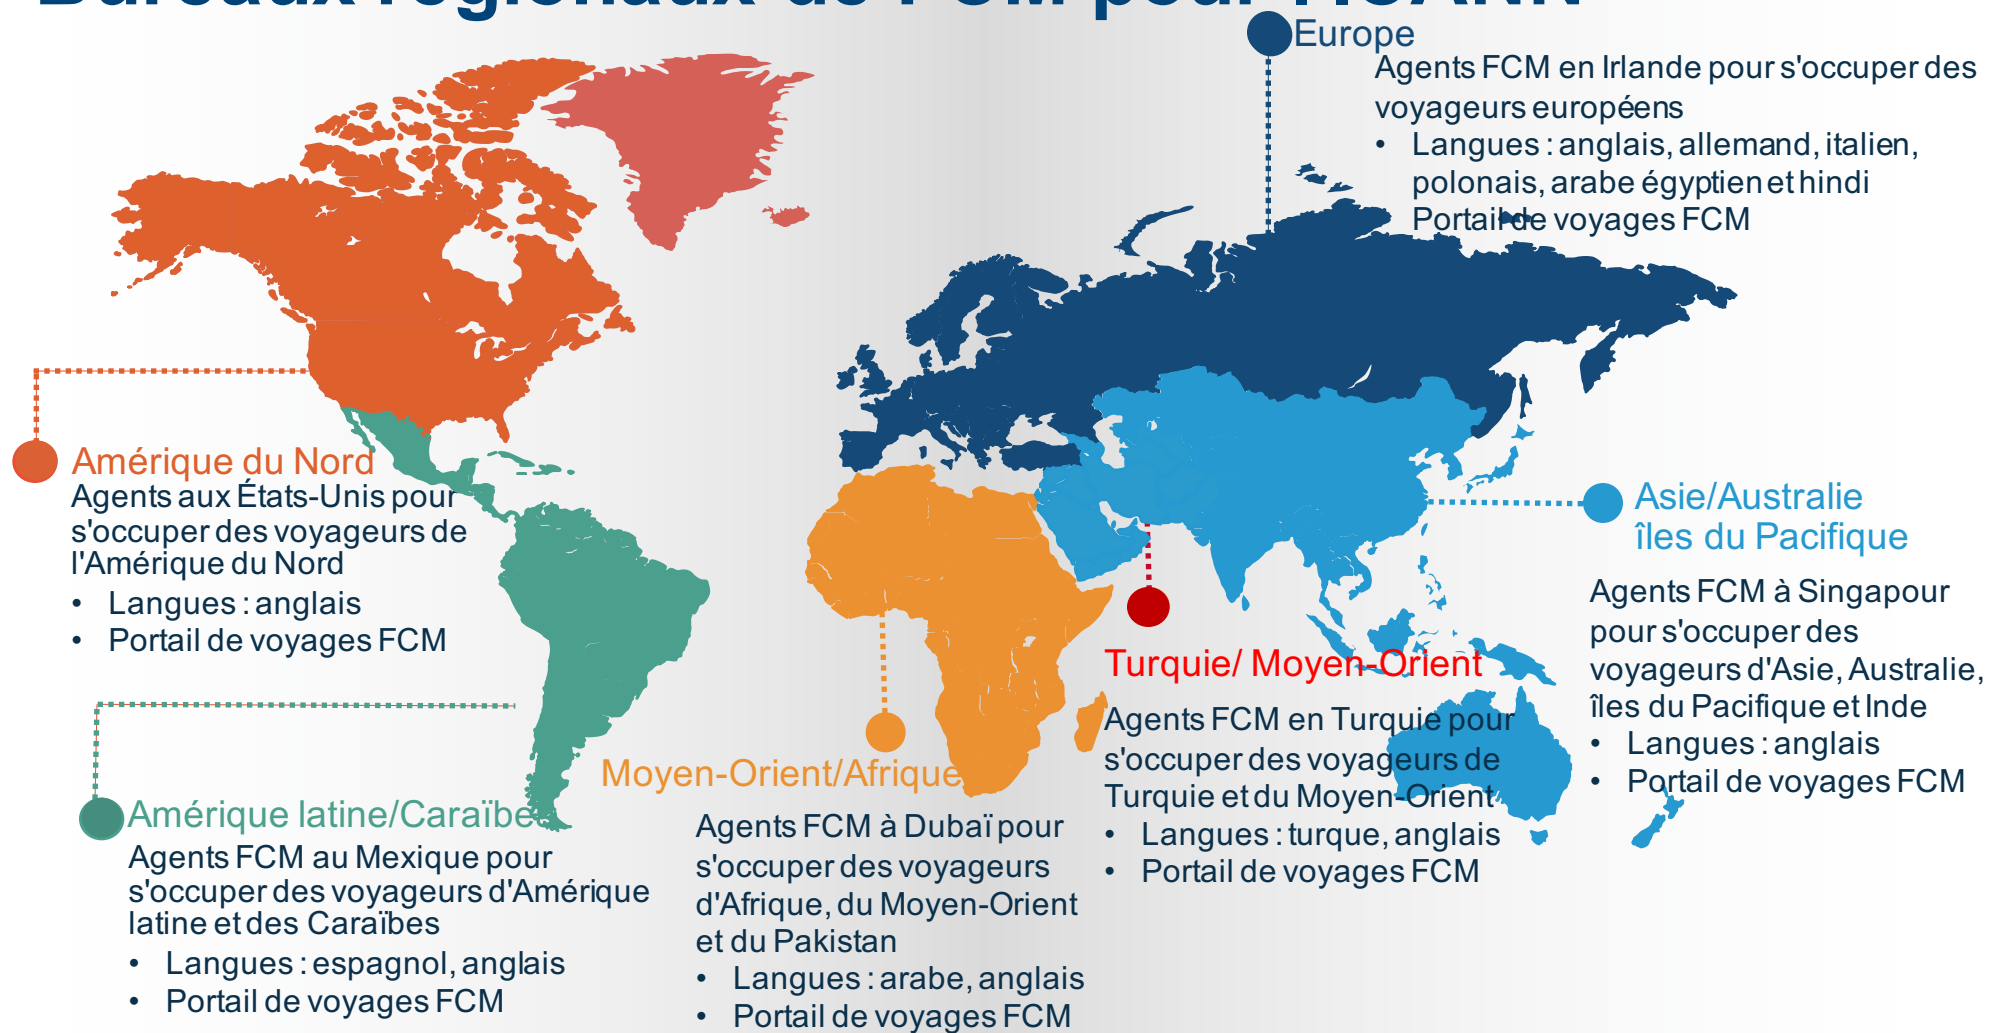 Bureaux régionaux de FCM pour l'ICANN
Europe
Agents FCM en Irlande pour s'occuper des
voyageurs européens
• Langues : anglais, allemand, italien,
polonais, arabe égyptien et hindi
Portail de voyages FCM
Amérique du Nord
Agents aux États-Unis pour
s'occuper des voyageurs de
l'Amérique du Nord
• Langues : anglais
• Portail de voyages FCM
Asie/Australie
îles du Pacifique
Agents FCM à Singapour
pour s'occuper des
voyageurs d'Asie, Australie,
îles du Pacifique et Inde
• Langues : anglais
• Portail de voyages FCM
Turquie/ Moyen-Orient
Agents FCM en Turquie pour
s'occuper des voyageurs de
Turquie et du Moyen-Orient
• Langues : turque, anglais
• Portail de voyages FCM
Moyen-Orient/Afrique
Agents FCM à Dubaï pour
s'occuper des voyageurs
d'Afrique, du Moyen-Orient
et du Pakistan
• Langues : arabe, anglais
• Portail de voyages FCM
Amérique latine/Caraïbes
Agents FCM au Mexique pour
s'occuper des voyageurs d'Amérique
latine et des Caraïbes
• Langues : espagnol, anglais
• Portail de voyages FCM